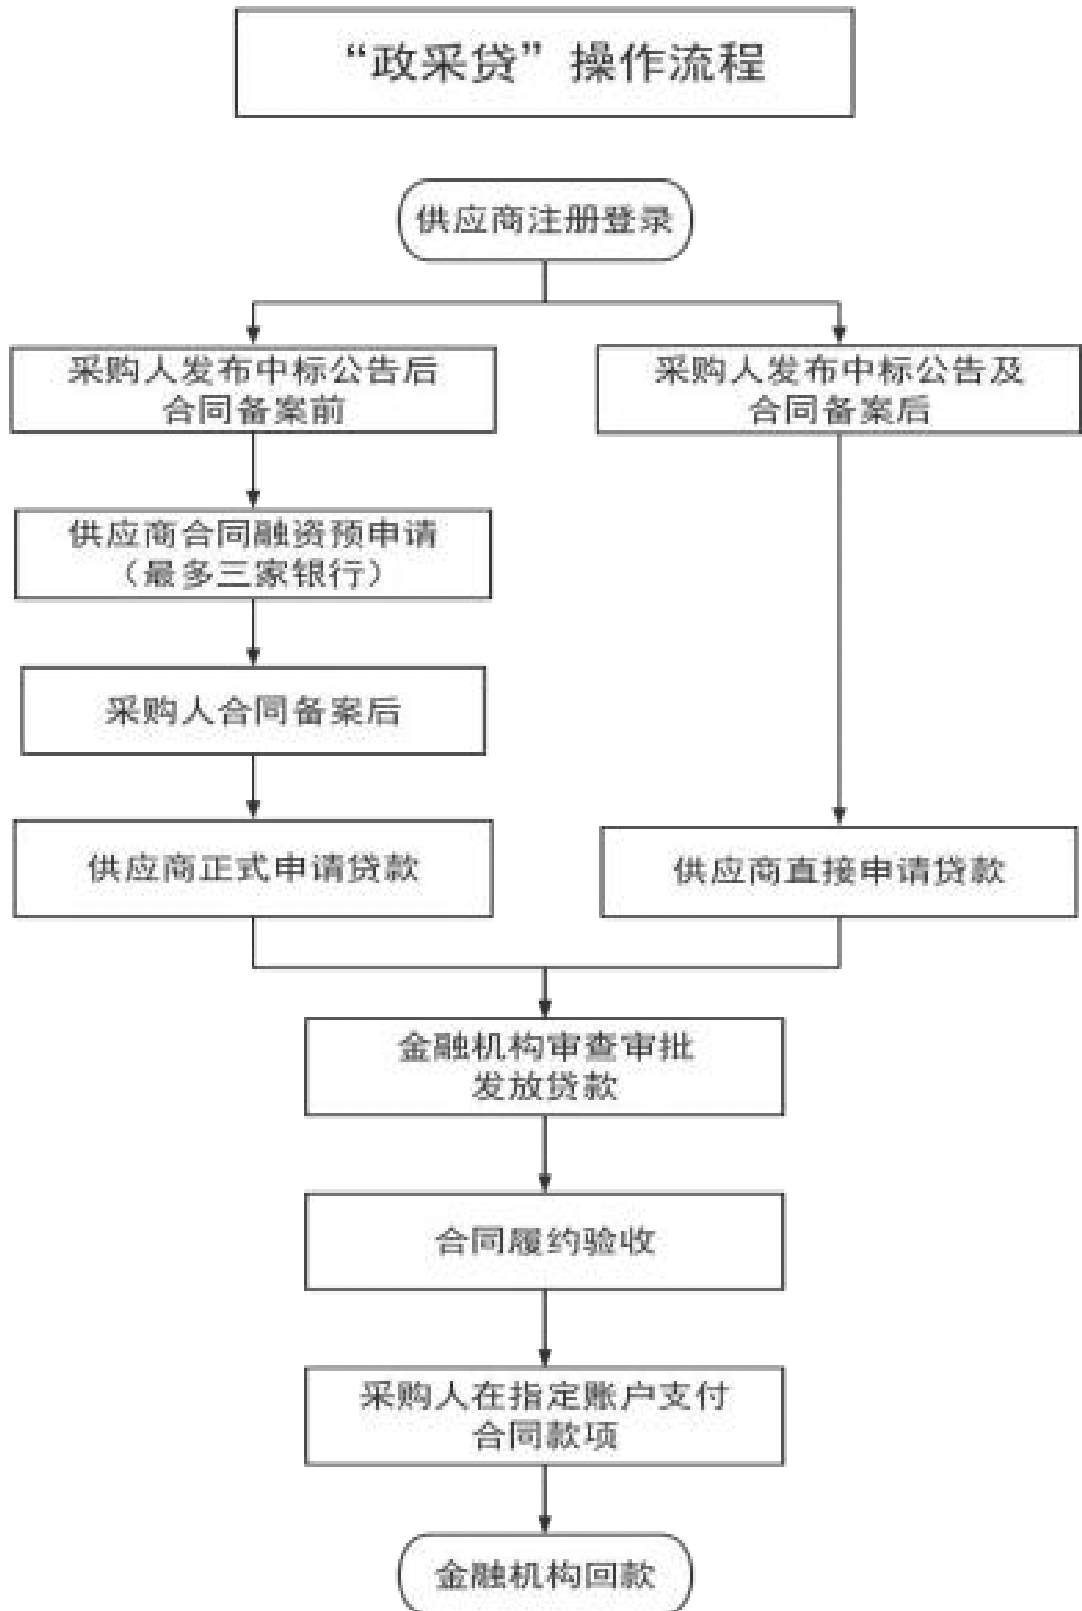 “政采贷”操作流程
供应商注册登录
采购人发布中标公告后
合同备案前
采购人发布中标公告及
合同备案后
供应商合同融资预申请
（最多三家银行）
采购人合同备案后
供应商正式申请贷款
供应商直接申请贷款
金融机构审查审批
发放贷款
合同履约验收
采购人在指定账户支付
合同款项
金融机构回款